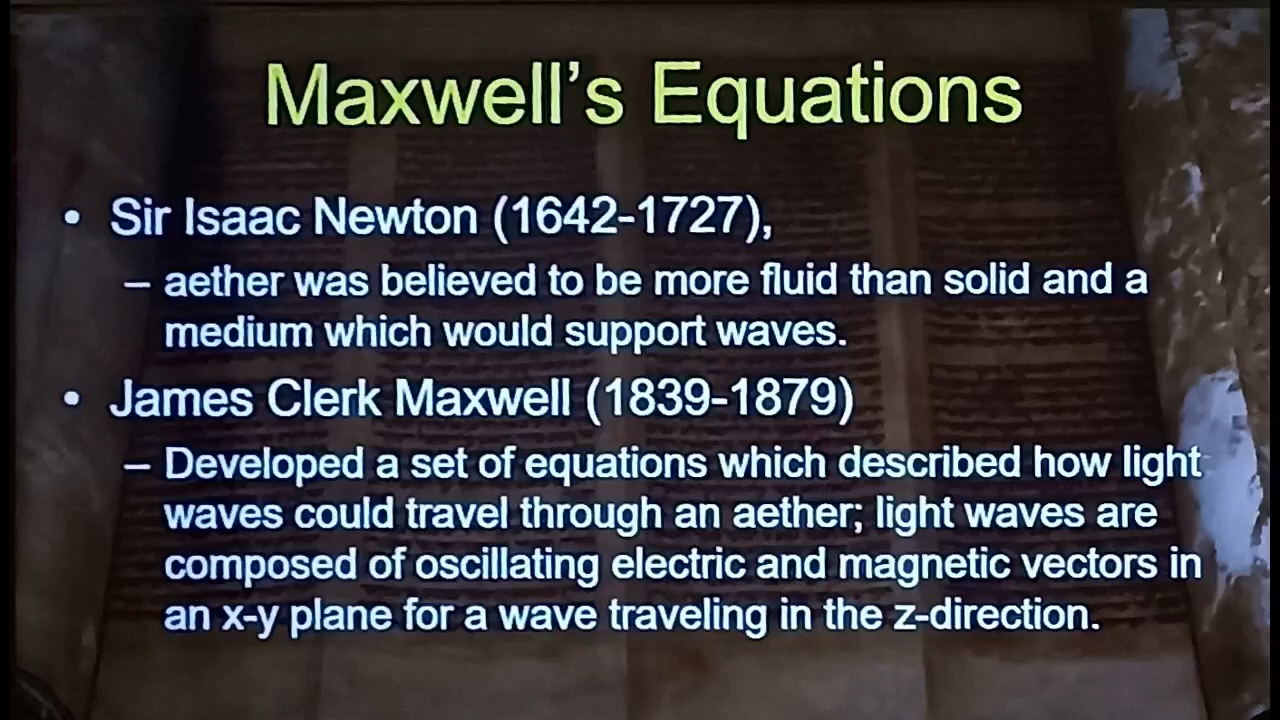 Maxwell's Equations
• Sir Isaac Newton (1642-1727),
– aether was believed to be more fluid than solid and a
medium which would support waves.
• James Clerk Maxwell (1839-1879)
– Developed a set of equations which described how light
waves could travel through an aether; light waves are
composed of oscillating electric and magnetic vectors in
an x-y plane for a wave traveling in the z-direction.